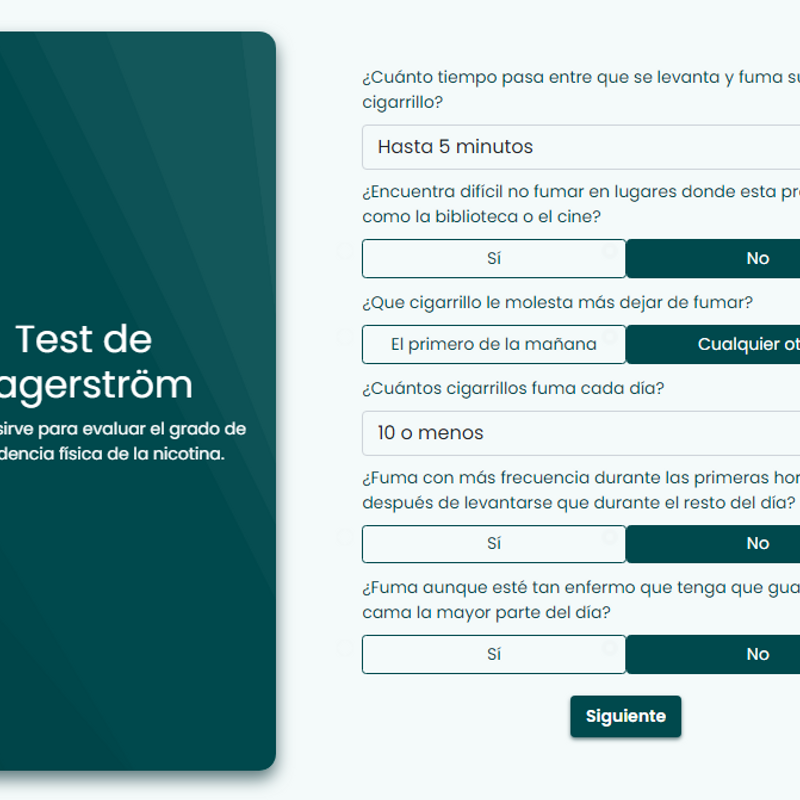 Test de
agerström
sirve para evaluar el grado de
dencia física de la nicotina.
¿Cuánto tiempo pasa entre que se levanta y fuma su
cigarrillo?
Hasta 5 minutos
¿Encuentra difícil no fumar en lugares donde esta pr
como la biblioteca o el cine?
Sí
No
¿Que cigarrillo le molesta más dejar de fumar?
El primero de la mañana
Cualquier ot
¿Cuántos cigarrillos fuma cada día?
10 o menos
¿Fuma con más frecuencia durante las primeras hor
después de levantarse que durante el resto del día?
Sí
No
¿Fuma aunque esté tan enfermo que tenga que gua
cama la mayor parte del día?
Sí
No
Siguiente